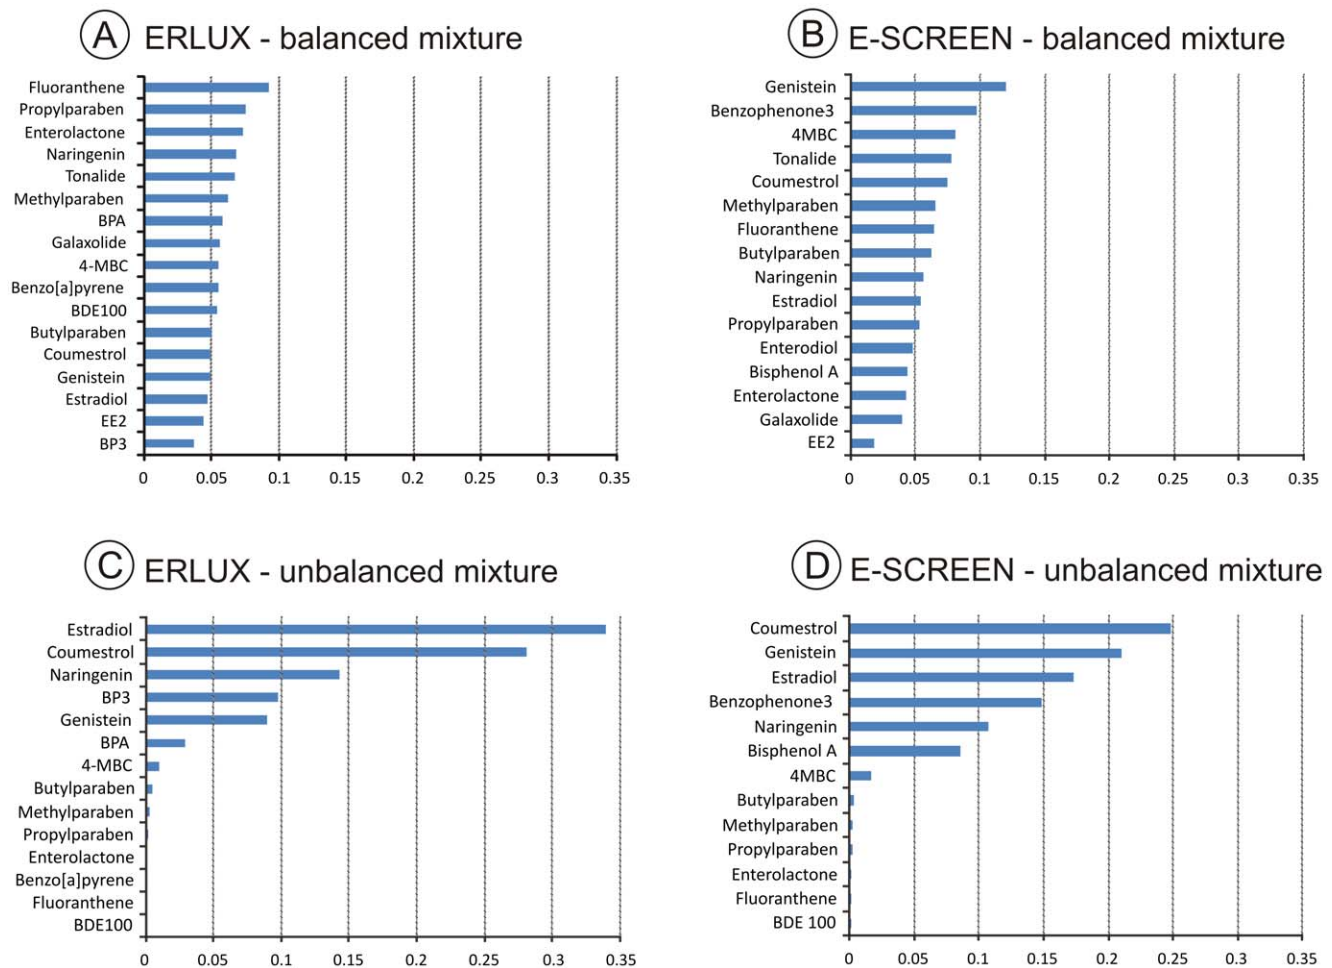 A ERLUX - balanced mixture
Fluoranthene
Propylparaben
Enterolactone
Naringenin
Tonalide
Methylparaben
BPA
Galaxolide
4-MBC
Benzo[a]pyrene
BDE100
Butylparaben
Coumestrol
Genistein
Estradiol
EE2
BP3
0 0.05 0.1 0.15 0.2 0.25 0.3 0.35
B E-SCREEN - balanced mixture
Genistein
Benzophenone3
4MBC
Tonalide
Coumestrol
Methylparaben
Fluoranthene
Butylparaben
Naringenin
Estradiol
Propylparaben
Enterodiol
Bisphenol A
Enterolactone
Galaxolide
EE2
0 0.05 0.1 0.15 0.2 0.25 0.3 0.35
C ERLUX - unbalanced mixture
Estradiol
Coumestrol
Naringenin
BP3
Genistein
BPA
4-MBC
Butylparaben
Methylparaben
Propylparaben
Enterolactone
Benzo[a]pyrene
Fluoranthene
BDE100
0 0.05 0.1 0.15 0.2 0.25 0.3 0.35
D E-SCREEN - unbalanced mixture
Coumestrol
Genistein
Estradiol
Benzophenone3
Naringenin
Bisphenol A
4MBC
Butylparaben
Methylparaben
Propylparaben
Enterolactone
Fluoranthene
BDE 100
0 0.05 0.1 0.15 0.2 0.25 0.3 0.35